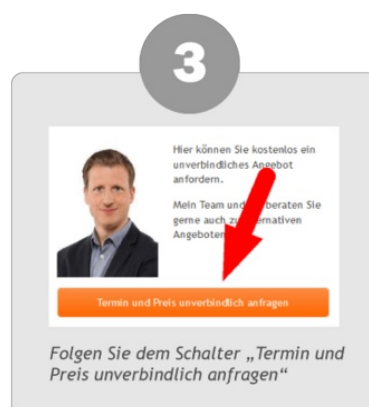 3
Hier können Sie kostenlos ein
unverbindliches Angebot
anfordern.
Mein Team und beraten Sie
gerne auch zu
Angeboten
Termin und Preis unverbindlich anfragen
Folgen Sie dem Schalter „Termin und
Preis unverbindlich anfragen“